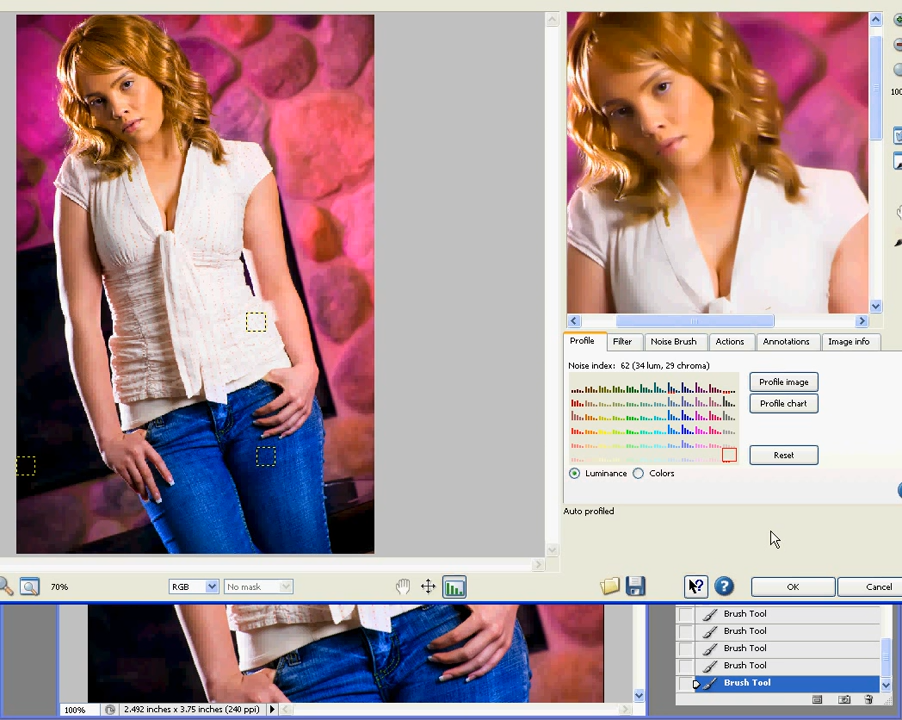 100
Profile Filter Noise Brush Actions Annotations Image info
Noise index: 62 (34 lum, 29 chroma)
Profile image
Profile chart
Reset
Luminance Colors
Auto profiled
70% RGB No mask ? ? OK Cancel
Brush Tool
Brush Tool
Brush Tool
Brush Tool
Brush Tool
100% 2.492 inches x 3.75 inches (240 ppi)